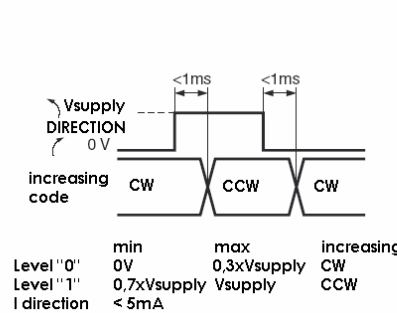 <1ms <1ms
Vsupply
DIRECTION
0 V
increasing code
CW CCW CW
min max increasing
Level "0" 0V 0,3xVsupply CW
Level "1" 0,7xVsupply Vsupply CCW
I direction < 5mA